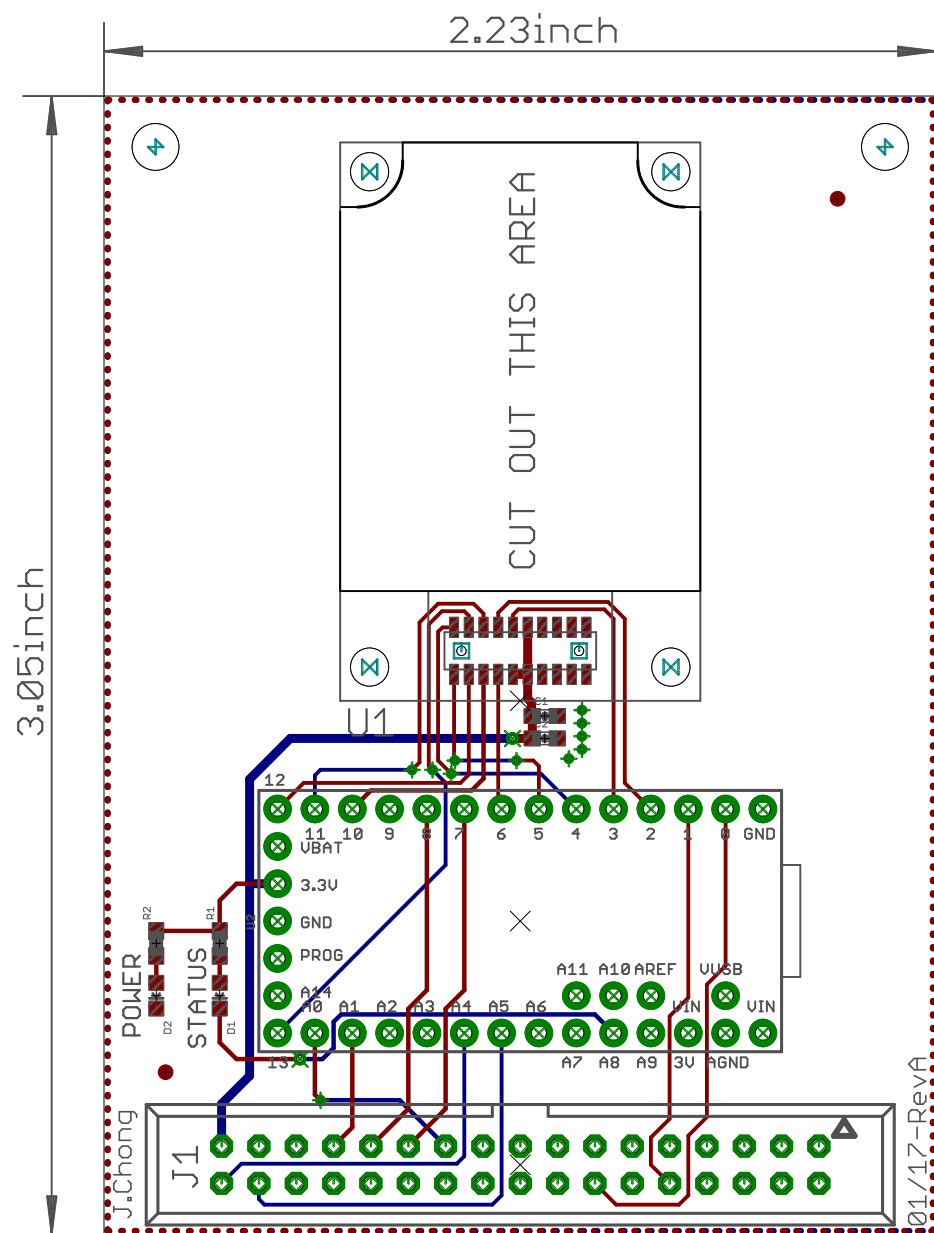 2.23inch
3.05inch
CUT OUT THIS AREA
U1
C1
12
11 10 9 8 7 6 5 4 3 2 1 0 GND
VBAT
3.3V
R2
R1
GND
PROG
POWER
STATUS
A11 A10 AREF VUSB
A14
A0 A1 A2 A3 A4 A5 A6 VIN VIN
D2
D1
13 A7 A8 A9 3V AGND
J.Chong
J1
01/17-RevA